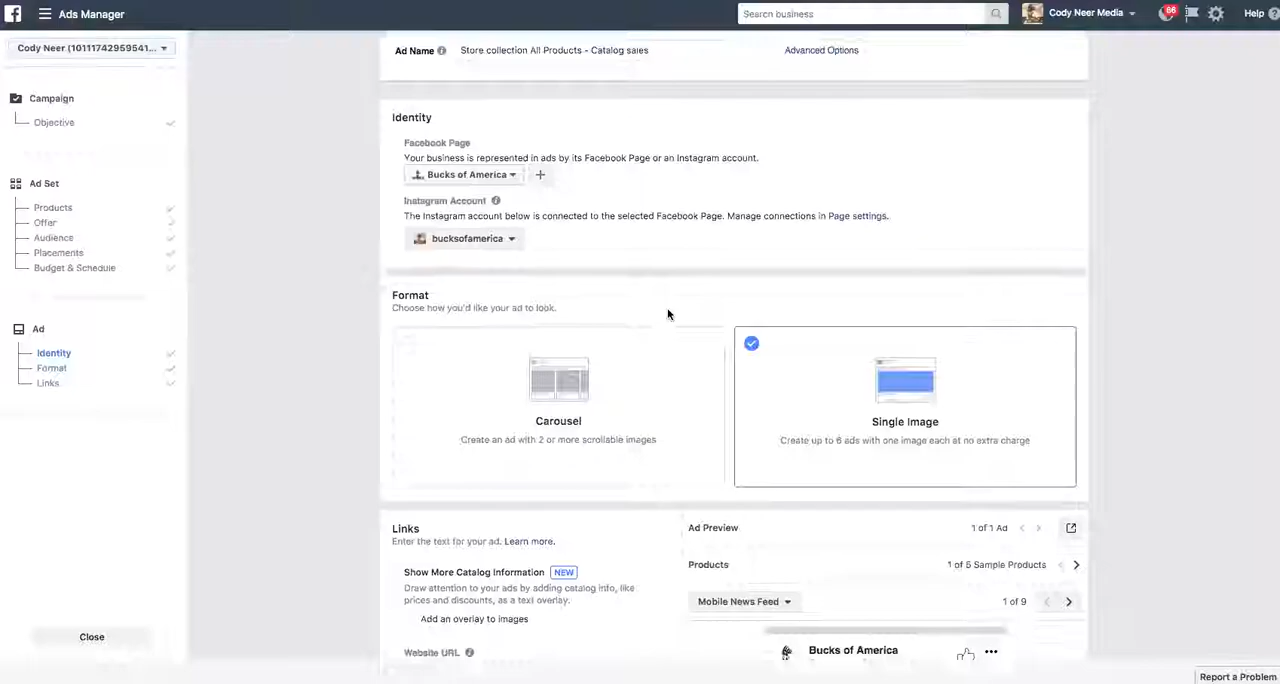 Ads Manager
Search business
Cody Neer Media
86
Help
Cody Neer (10111742959541...
Campaign
Objective
Ad Set
Products
Offer
Audience
Placements
Budget & Schedule
Ad
Identity
Format
Links
Close
Ad Name
Store collection All Products - Catalog sales
Advanced Options
Identity
Facebook Page
Your business is represented in ads by its Facebook Page or an Instagram account.
Bucks of America
Instagram Account
The Instagram account below is connected to the selected Facebook Page. Manage connections in Page settings.
bucksofamerica
Format
Choose how you'd like your ad to look.
Carousel
Create an ad with 2 or more scrollable images
Single Image
Create up to 6 ads with one image each at no extra charge
Links
Enter the text for your ad. Learn more.
Show More Catalog Information NEW
Draw attention to your ads by adding catalog info, like
prices and discounts, as a text overlay.
Add an overlay to images
Website URL
Ad Preview
1 of 1 Ad
Products
1 of 5 Sample Products
Mobile News Feed
1 of 9
Bucks of America
Report a Problem